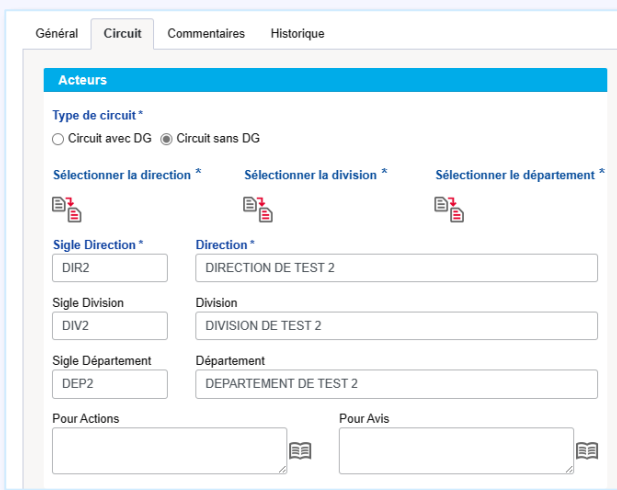 Général Circuit Commentaires Historique
Acteurs
Type de circuit *
Circuit avec DG Circuit sans DG
Sélectionner la direction * Sélectionner la division * Sélectionner le département *
Sigle Direction * Direction *
DIR2 DIRECTION DE TEST 2
Sigle Division Division
DIV2 DIVISION DE TEST 2
Sigle Département Département
DEP2 DEPARTEMENT DE TEST 2
Pour Actions Pour Avis